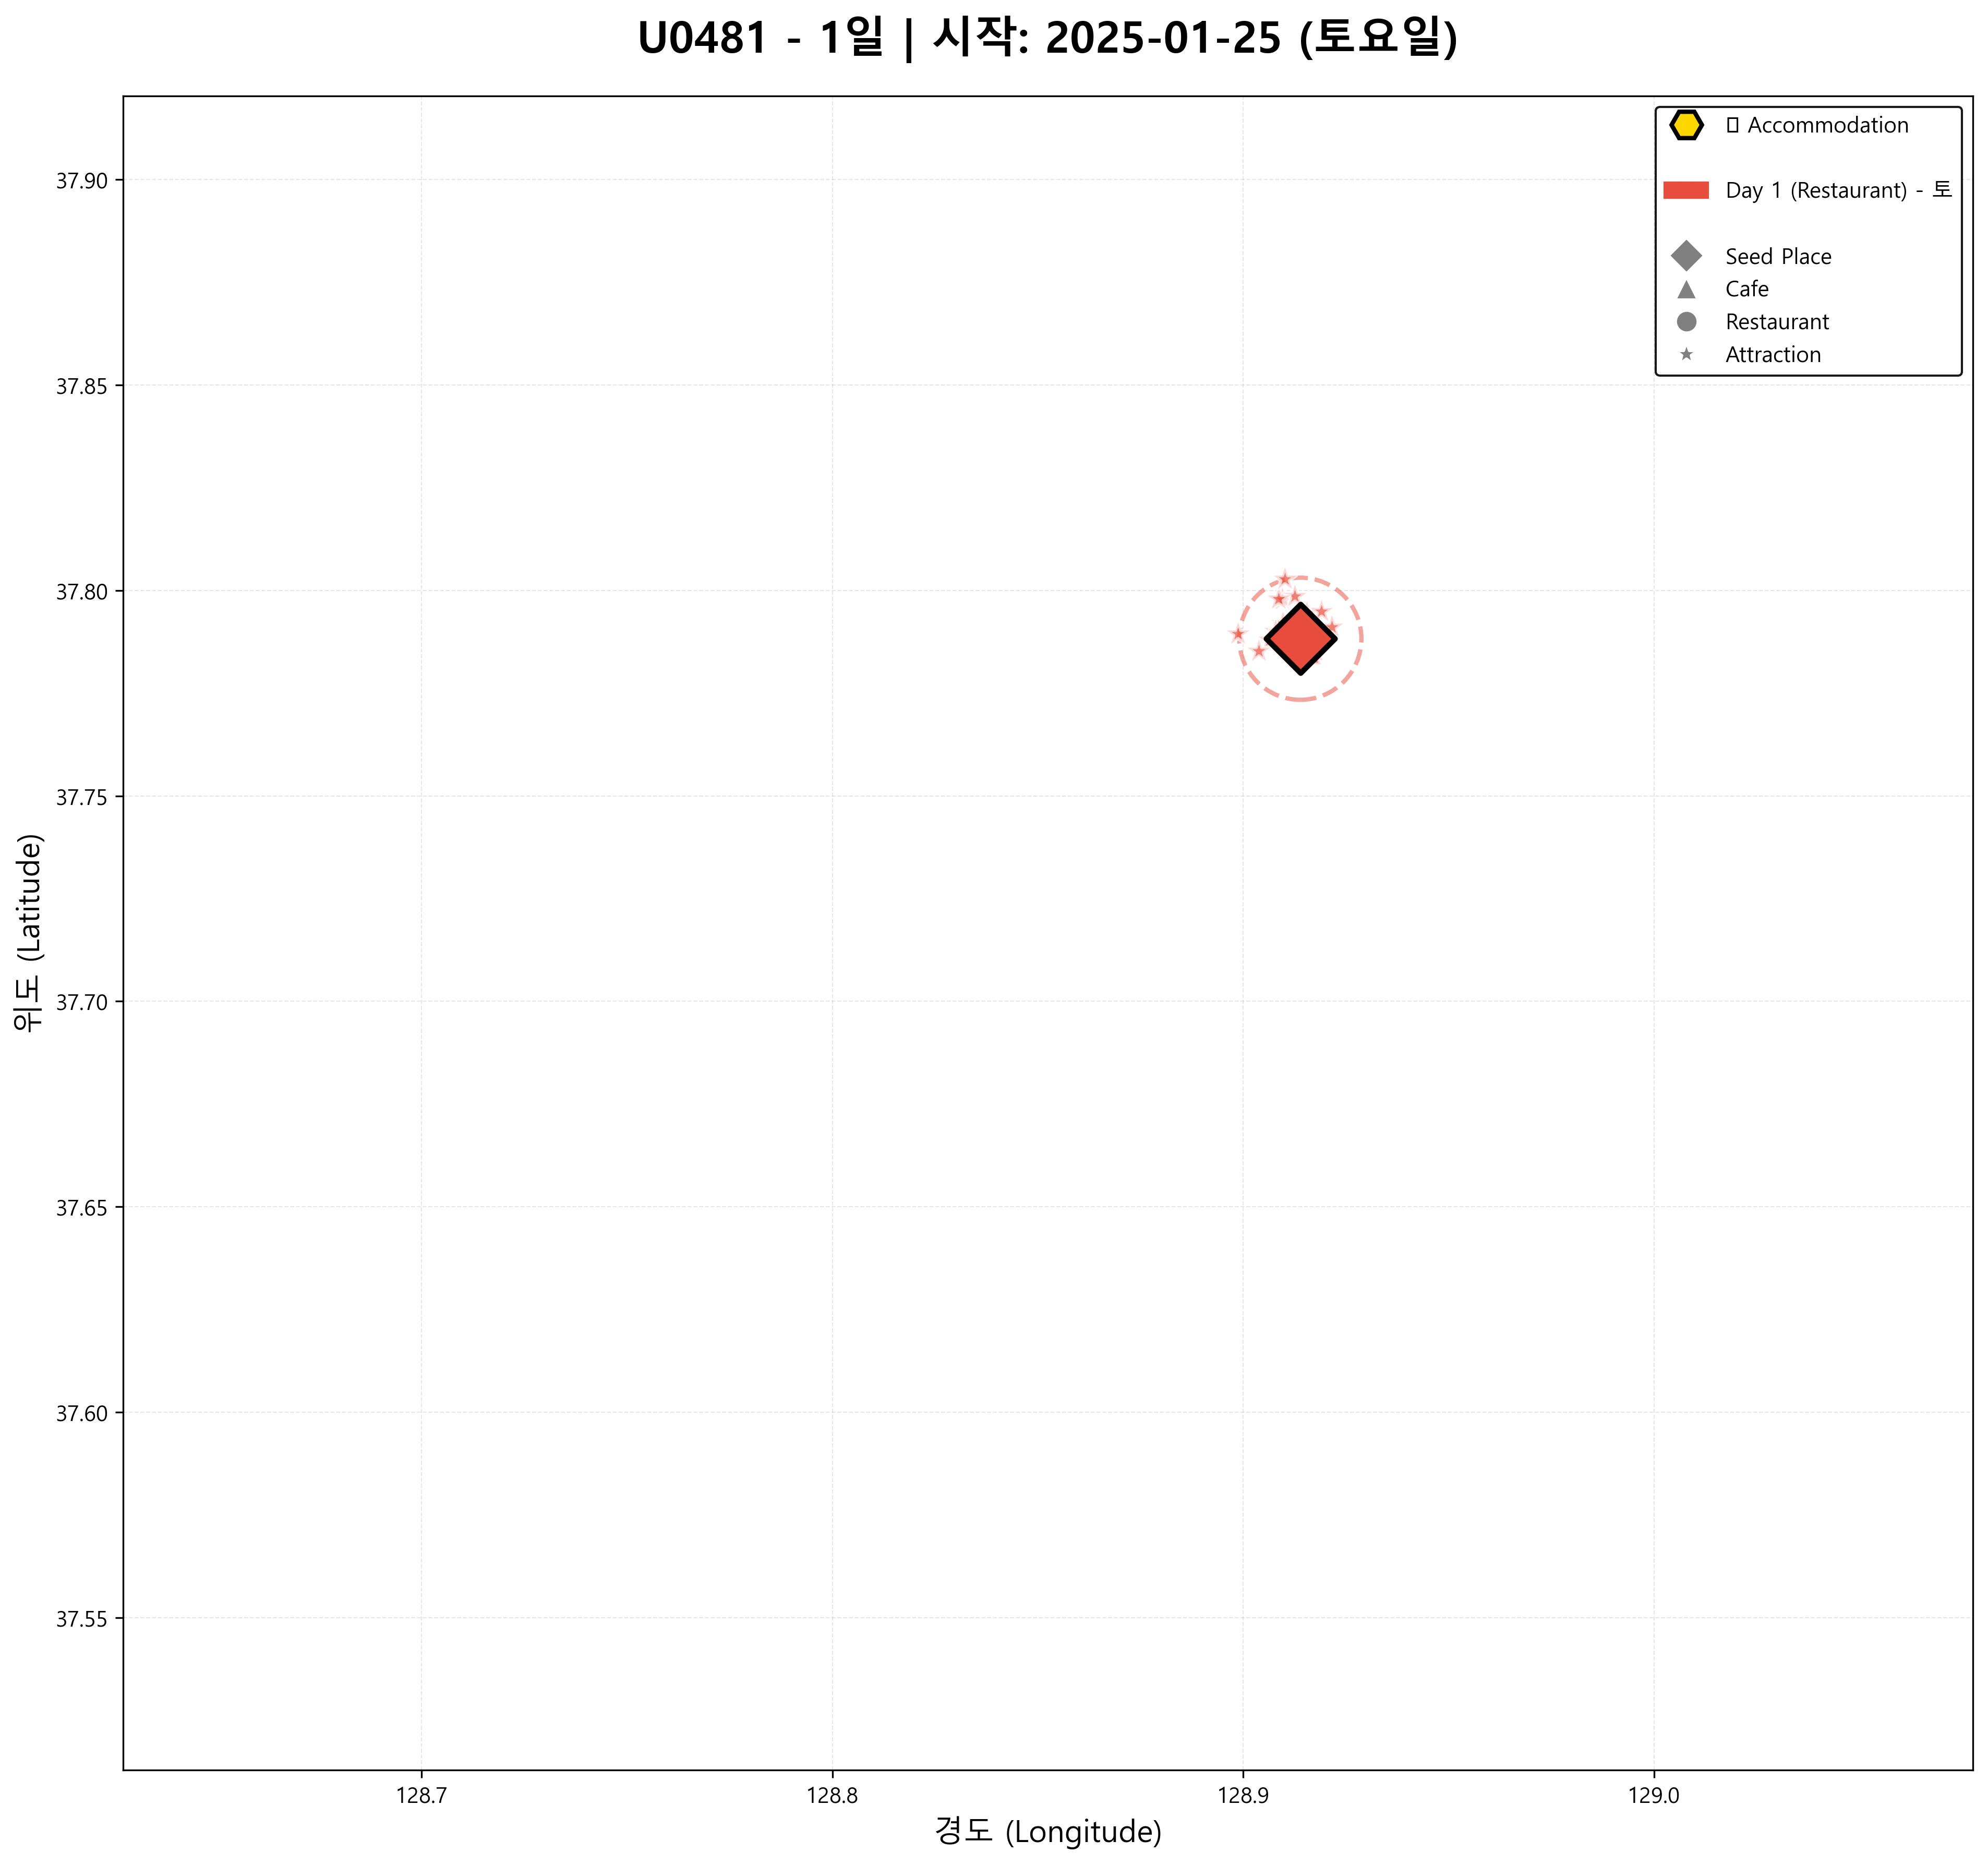 U0481 - 1일 | 시작: 2025-01-25 (토요일)
▯ Accommodation
Day 1 (Restaurant) - 토
Seed Place
Cafe
Restaurant
Attraction
위도 (Latitude)
37.90
37.85
37.80
37.75
37.70
37.65
37.60
37.55
128.7
128.8
128.9
129.0
경도 (Longitude)